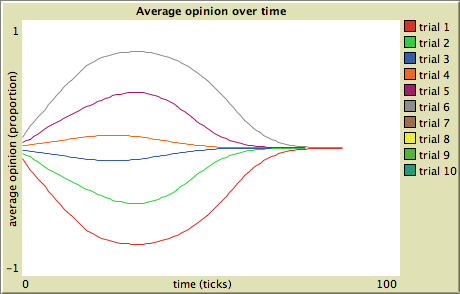 Average opinion over time
1
average opinion (proportion)
-1
0
time (ticks)
100
trial 1
trial 2
trial 3
trial 4
trial 5
trial 6
trial 7
trial 8
trial 9
trial 10